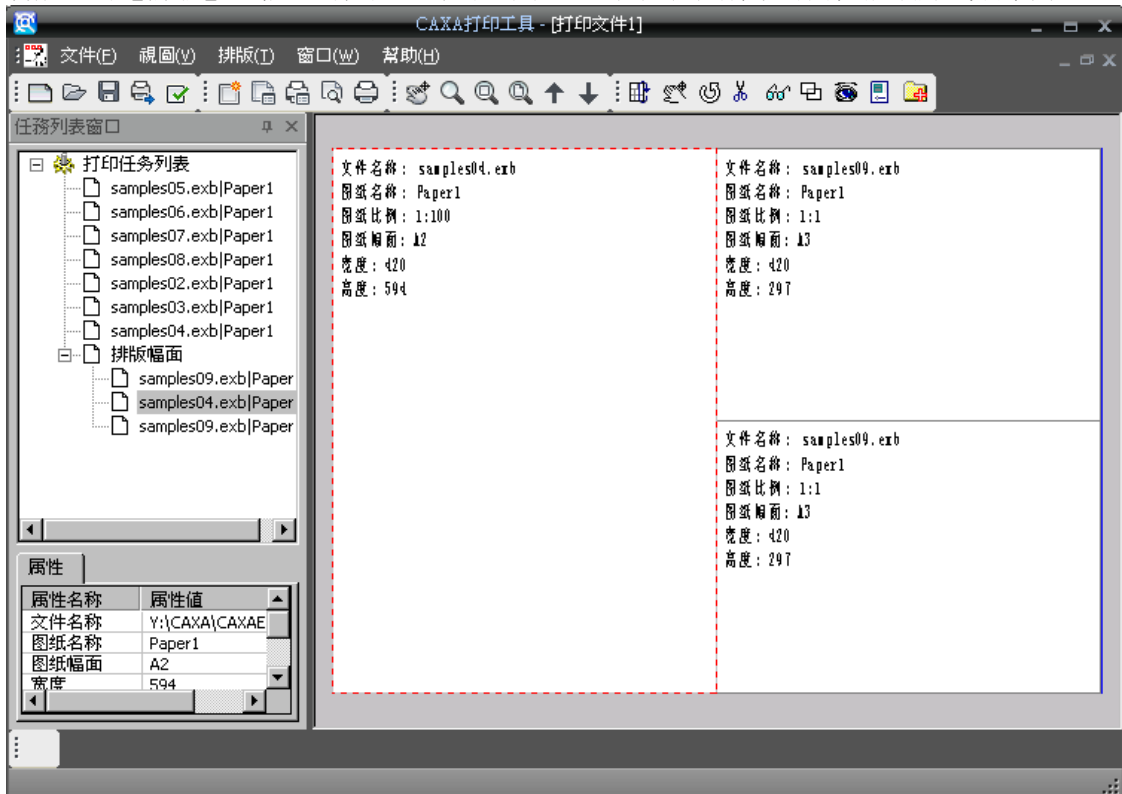 CAXA打印工具 - [打印文件1]
文件(F) 視圖(V) 排版(T) 窗口(W) 幫助(H)
任務列表窗口
打印任务列表
samples05.exb|Paper1
samples06.exb|Paper1
samples07.exb|Paper1
samples08.exb|Paper1
samples02.exb|Paper1
samples03.exb|Paper1
samples04.exb|Paper1
排版幅面
samples09.exb|Paper
samples04.exb|Paper
samples09.exb|Paper
属性
属性名称 属性值
文件名称 Y:\CAXA\CAXAE
图纸名称 Paper1
图纸幅面 A2
宽度 594
文件名称: samples04.exb
图纸名称: Paper1
图纸比例: 1:100
图纸幅面: A2
宽度: 420
高度: 594
文件名称: samples09.exb
图纸名称: Paper1
图纸比例: 1:1
图纸幅面: A3
宽度: 420
高度: 297
文件名称: samples09.exb
图纸名称: Paper1
图纸比例: 1:1
图纸幅面: A3
宽度: 420
高度: 297